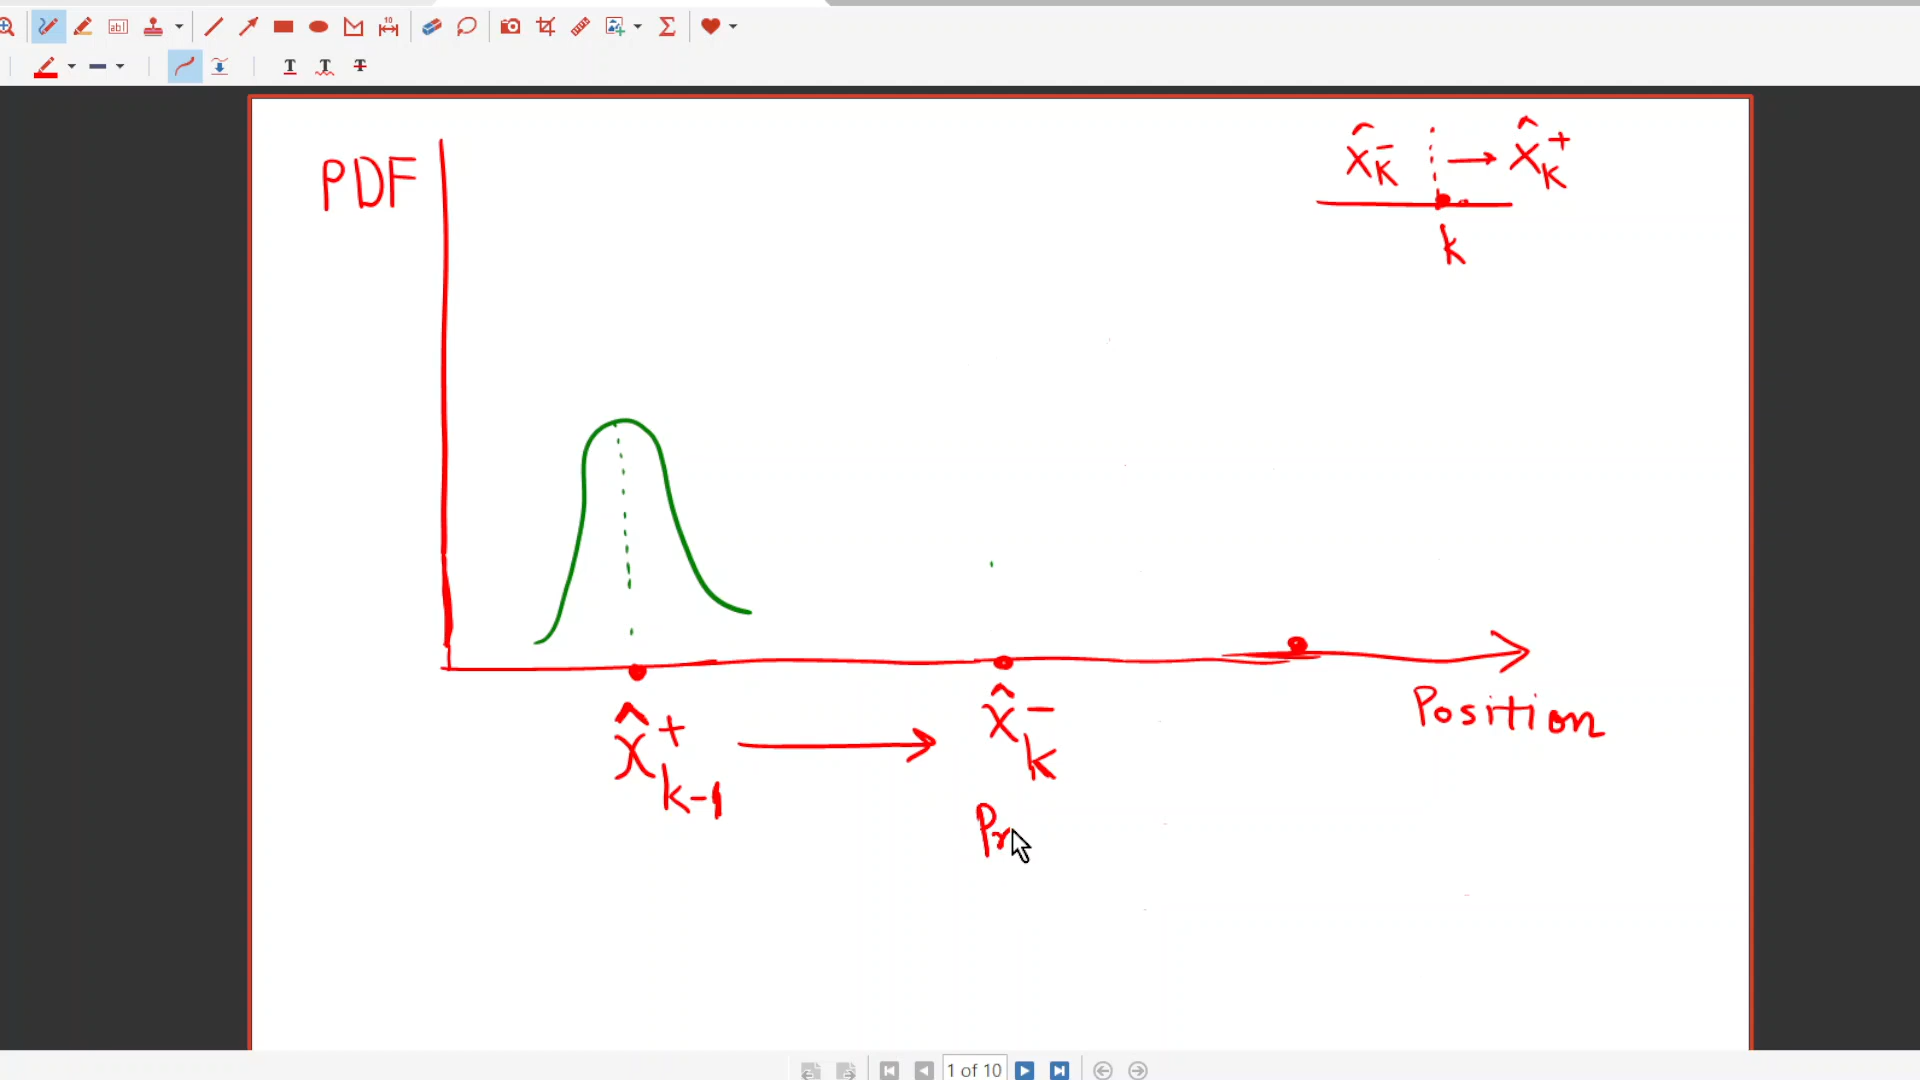 PDF
x̂⁻ₖ → x̂⁺ₖ
k
Position
x̂⁺ₖ₋₁ → x̂⁻ₖ
Pr
1 of 10